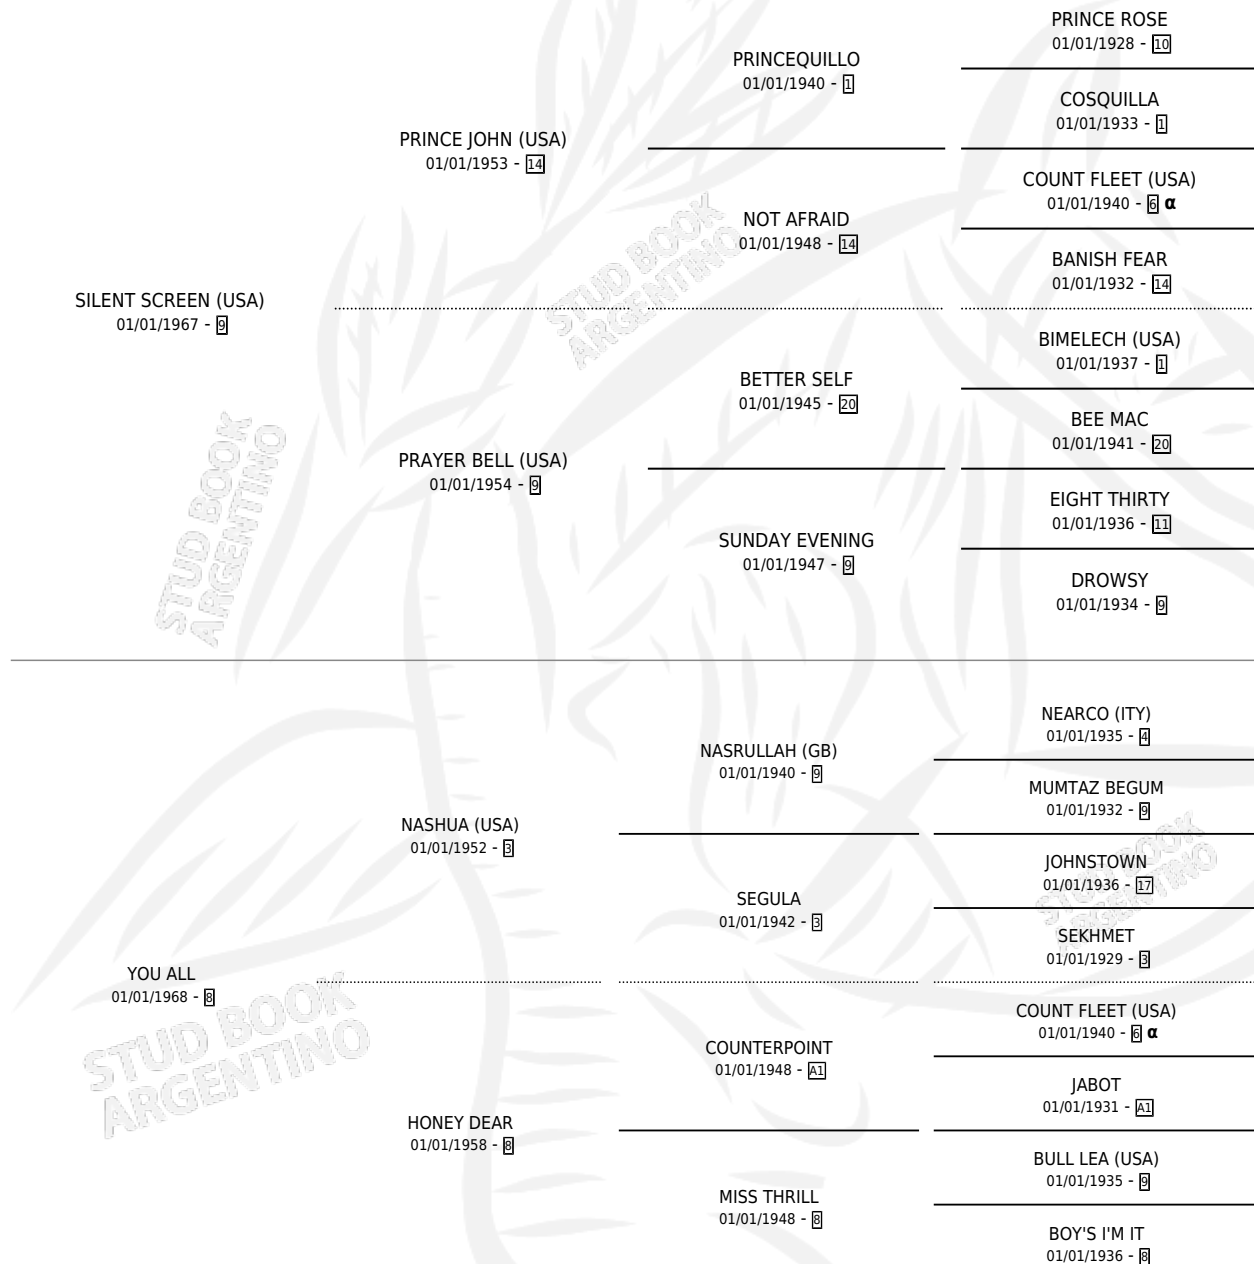 PRINCE ROSE
01/01/1928 - 10
PRINCEQUILLO
01/01/1940 - 1
COSQUILLA
01/01/1933 - 1
PRINCE JOHN (USA)
01/01/1953 - 14
COUNT FLEET (USA)
01/01/1940 - 6 α
NOT AFRAID
01/01/1948 - 14
BANISH FEAR
01/01/1932 - 14
SILENT SCREEN (USA)
01/01/1967 - 9
STUD BOOK
ARGENTINO
BIMELECH (USA)
01/01/1937 - 1
BETTER SELF
01/01/1945 - 20
BEE MAC
01/01/1941 - 20
PRAYER BELL (USA)
01/01/1954 - 9
EIGHT THIRTY
01/01/1936 - 11
SUNDAY EVENING
01/01/1947 - 9
DROWSY
01/01/1934 - 9
STUD BOOK
ARGENTINO
NEARCO (ITY)
01/01/1935 - 4
NASRULLAH (GB)
01/01/1940 - 9
MUMTAZ BEGUM
01/01/1932 - 9
NASHUA (USA)
01/01/1952 - 3
JOHNSTOWN
01/01/1936 - 17
SEGULA
01/01/1942 - 3
SEKHMET
01/01/1929 - 3
STUD BOOK
ARGENTINO
YOU ALL
01/01/1968 - 8
COUNT FLEET (USA)
01/01/1940 - 6 α
COUNTERPOINT
01/01/1948 - A1
JABOT
01/01/1931 - A1
HONEY DEAR
01/01/1958 - 8
BULL LEA (USA)
01/01/1935 - 9
MISS THRILL
01/01/1948 - 8
BOY'S I'M IT
01/01/1936 - 8
STUD BOOK
ARGENTINO